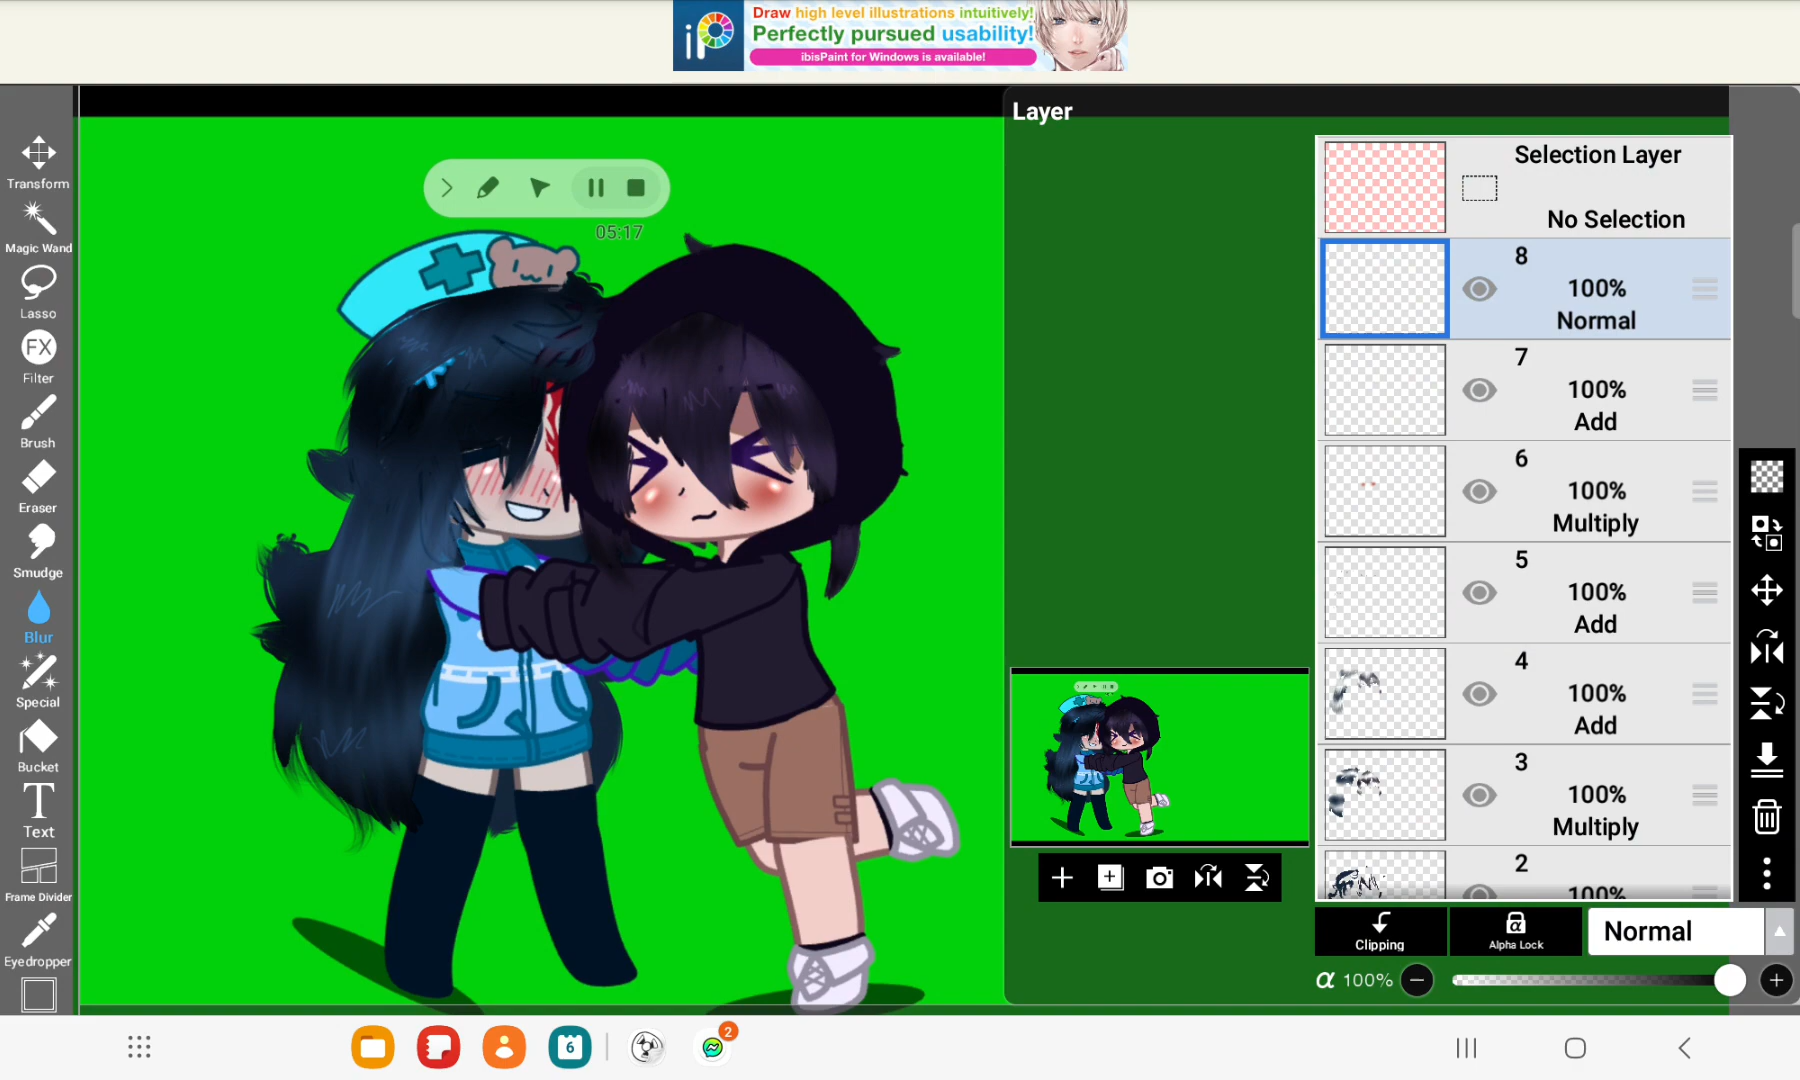 iP
Draw high level illustrations intuitively!
Perfectly pursued usability!
ibisPaint for Windows is available!
Layer
Transform
Magic Wand
Lasso
FX
Filter
Brush
Eraser
Smudge
Blur
Special
Bucket
T
Text
Frame Divider
Eyedropper
05:17
Selection Layer
No Selection
8
100%
Normal
7
100%
Add
6
100%
Multiply
5
100%
Add
4
100%
Add
3
100%
Multiply
2
100%
Clipping
α
Alpha Lock
Normal
α 100%
6
2